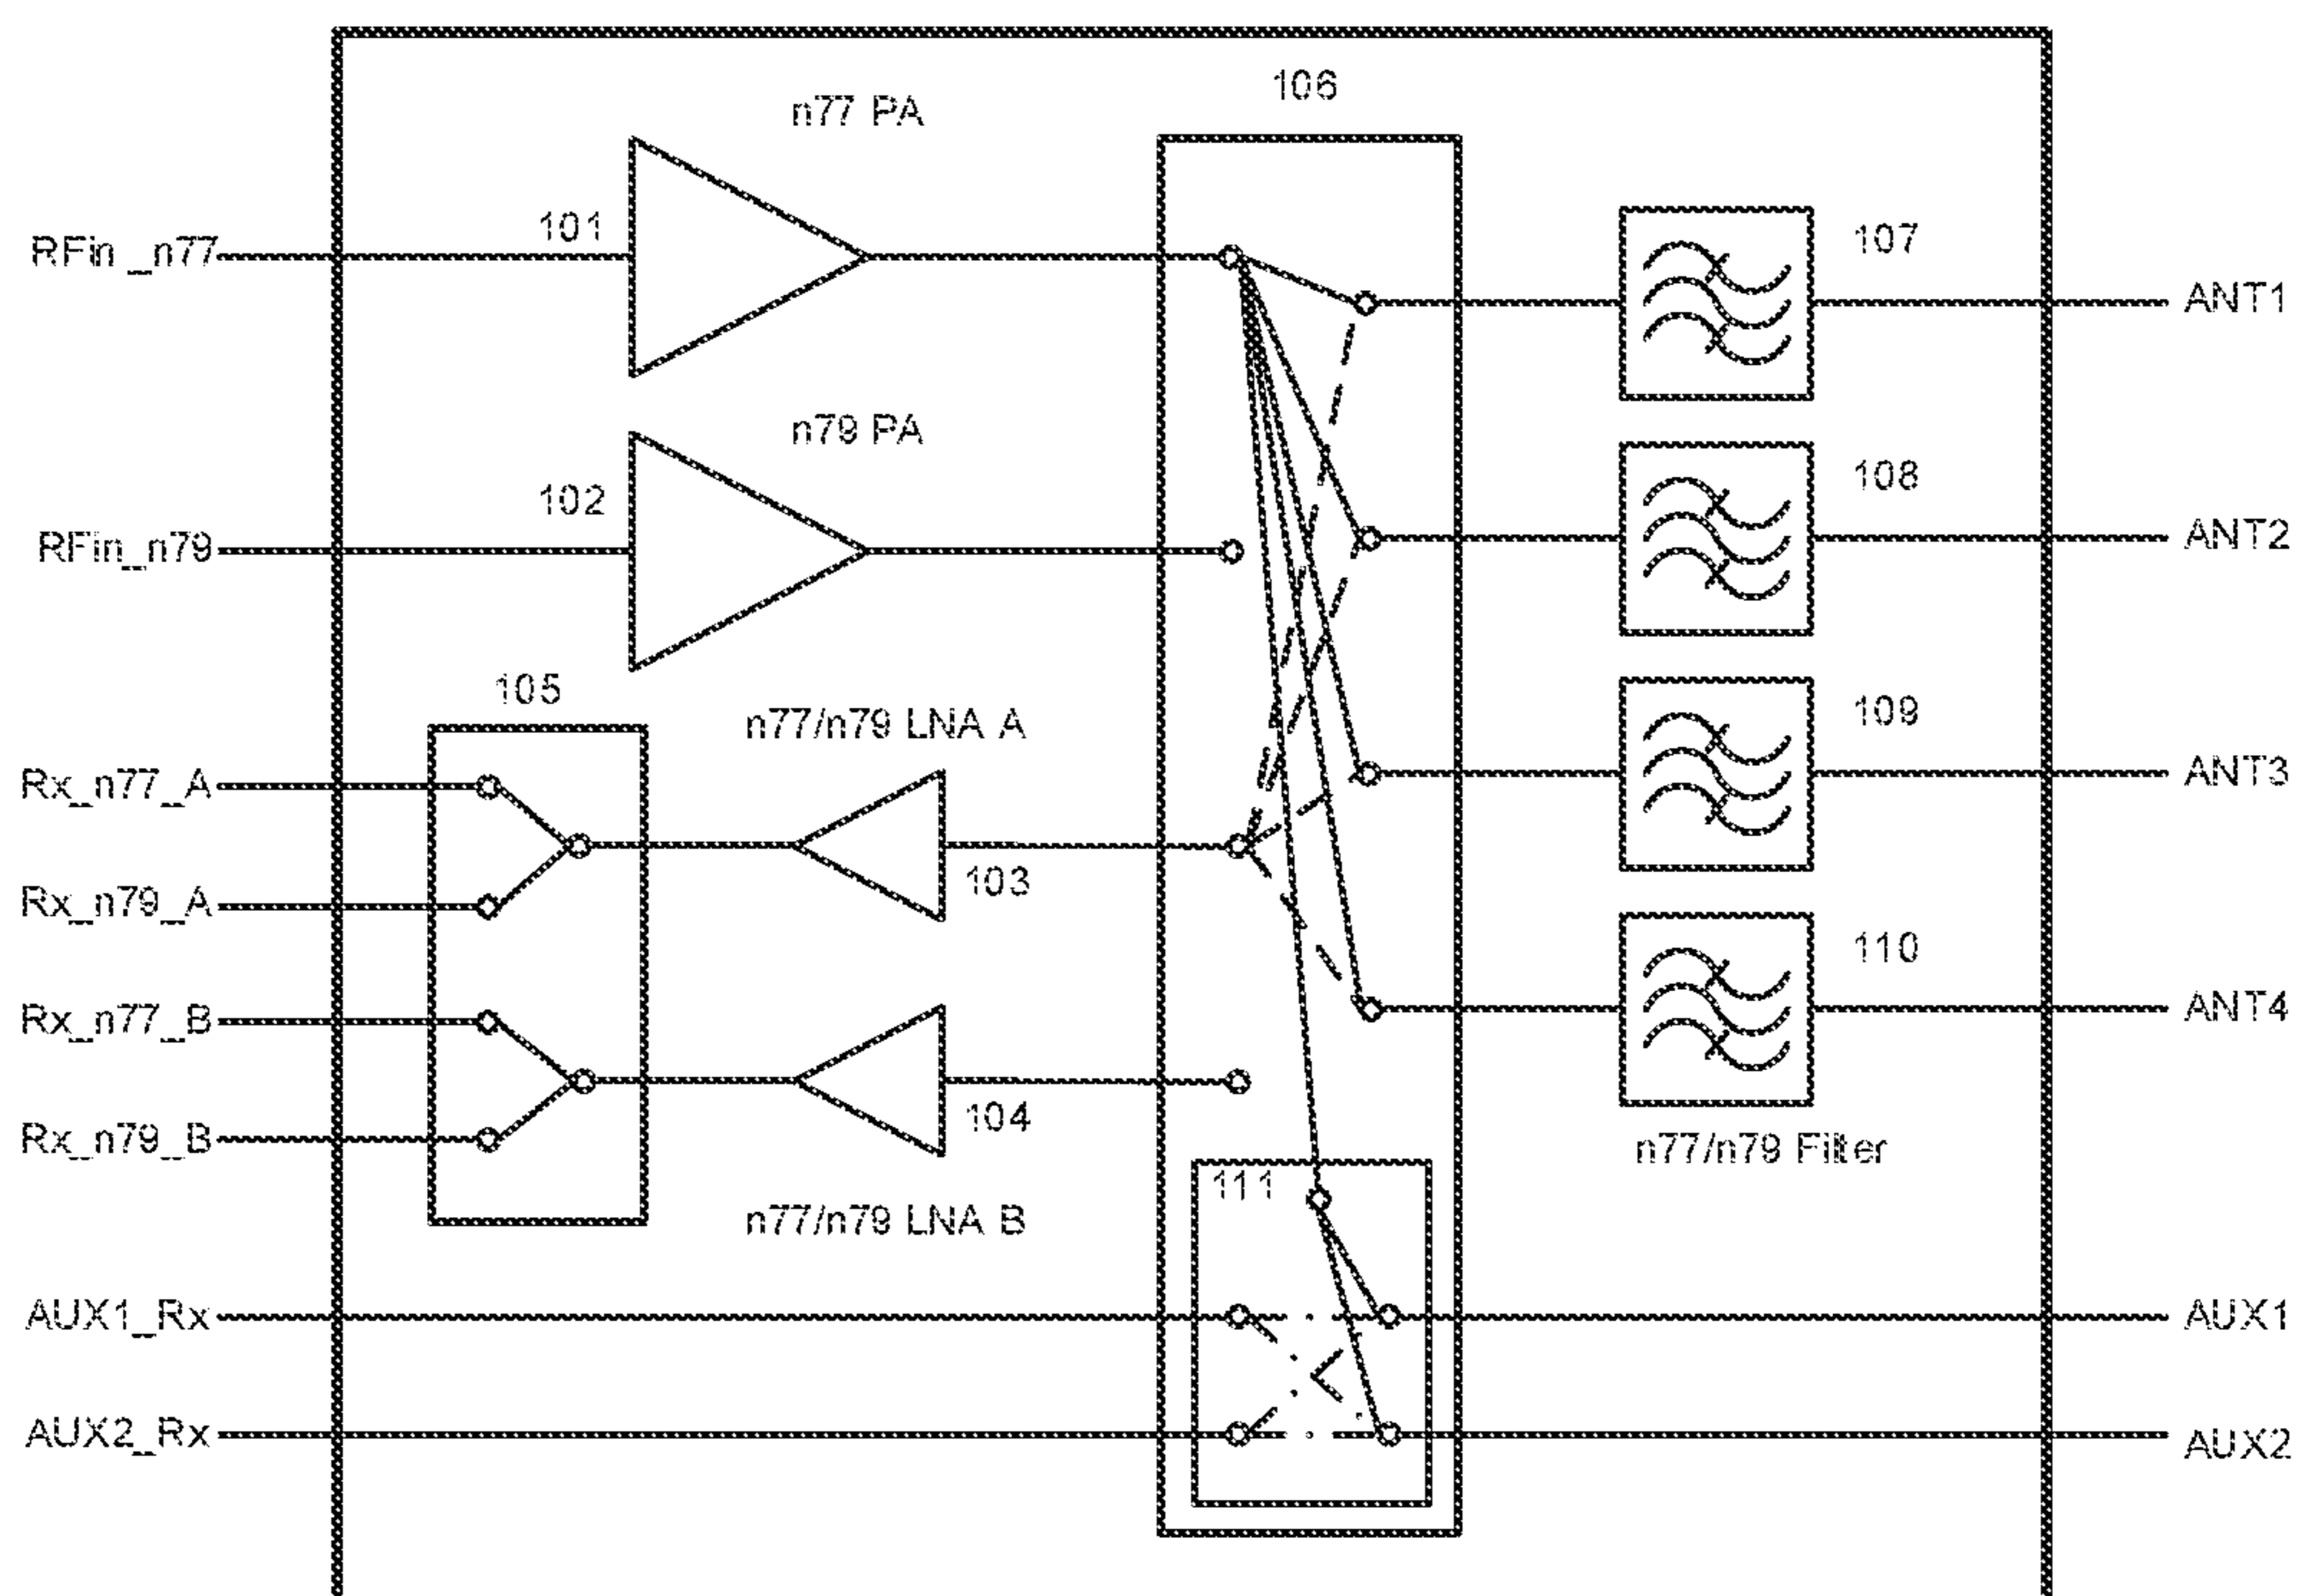 106
n77 PA
101
107
RFin _n77
ANT1
n79 PA
102
108
RFin_n79
ANT2
105
n77/n79 LNA A
109
Rx_n77_A
ANT3
103
Rx_n79_A
110
Rx_n77_B
ANT4
104
Rx_n79_B
n77/n79 Filter
111
n77/n79 LNA B
AUX1_Rx
AUX1
AUX2_Rx
AUX2